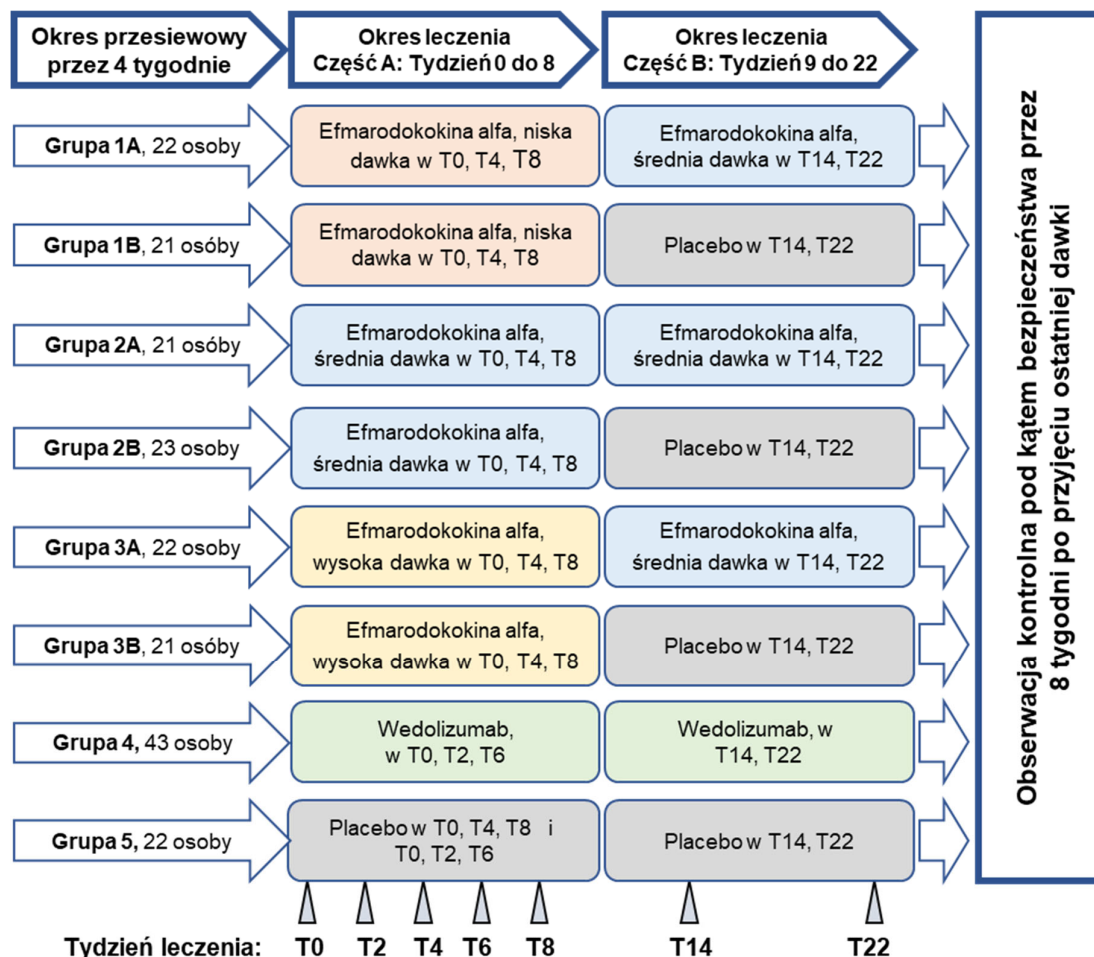 Okres przesiewowy
przez 4 tygodnie
Okres leczenia
Część A: Tydzień 0 do 8
Okres leczenia
Część B: Tydzień 9 do 22
Grupa 1A, 22 osoby
Efmarodokokina alfa, niska
dawka w T0, T4, T8
Efmarodokokina alfa,
średnia dawka w T14, T22
Grupa 1B, 21 osóby
Efmarodokokina alfa, niska
dawka w T0, T4, T8
Placebo w T14, T22
Grupa 2A, 21 osóby
Efmarodokokina alfa,
średnia dawka w T0, T4, T8
Efmarodokokina alfa,
średnia dawka w T14, T22
Grupa 2B, 23 osoby
Efmarodokokina alfa,
średnia dawka w T0, T4, T8
Placebo w T14, T22
Grupa 3A, 22 osoby
Efmarodokokina alfa,
wysoka dawka w T0, T4, T8
Efmarodokokina alfa,
średnia dawka w T14, T22
Grupa 3B, 21 osoby
Efmarodokokina alfa,
wysoka dawka w T0, T4, T8
Placebo w T14, T22
Grupa 4, 43 osoby
Wedolizumab,
w T0, T2, T6
Wedolizumab, w
T14, T22
Grupa 5, 22 osoby
Placebo w T0, T4, T8 i
T0, T2, T6
Placebo w T14, T22
Obserwacja kontrolna pod kątem bezpieczeństwa przez
8 tygodni po przyjęciu ostatniej dawki
Tydzień leczenia: T0 T2 T4 T6 T8 T14 T22